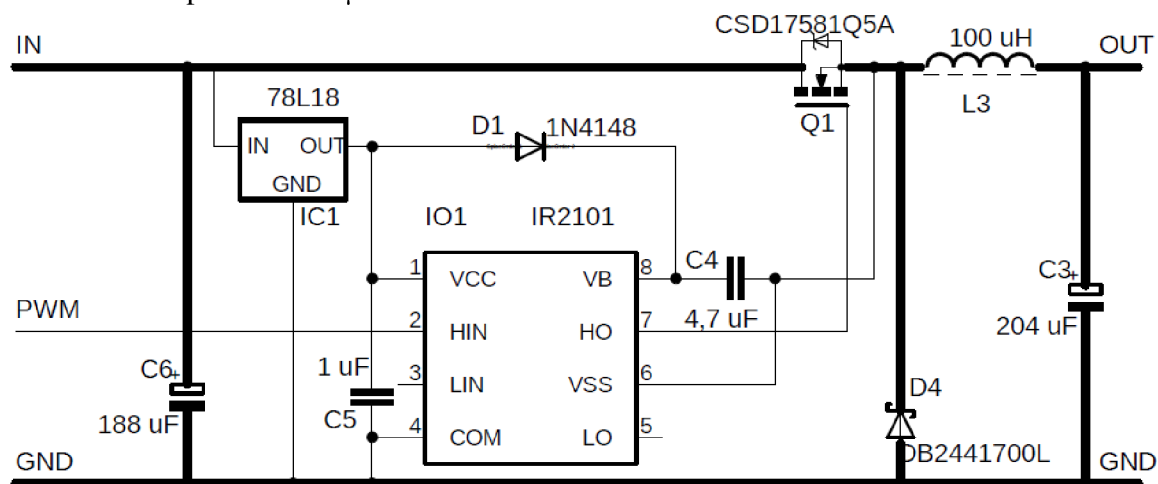 CSD17581Q5A
IN
100 uH
OUT
78L18
L3
D1
1N4148
Q1
IN
OUT
GND
IC1
IO1
IR2101
1
VCC
VB
8
C4
C3
+
PWM
2
HIN
HO
7
4,7 uF
204 uF
1 uF
C6
+
3
LIN
VSS
6
D4
188 uF
C5
4
COM
LO
5
GND
DB2441700L
GND